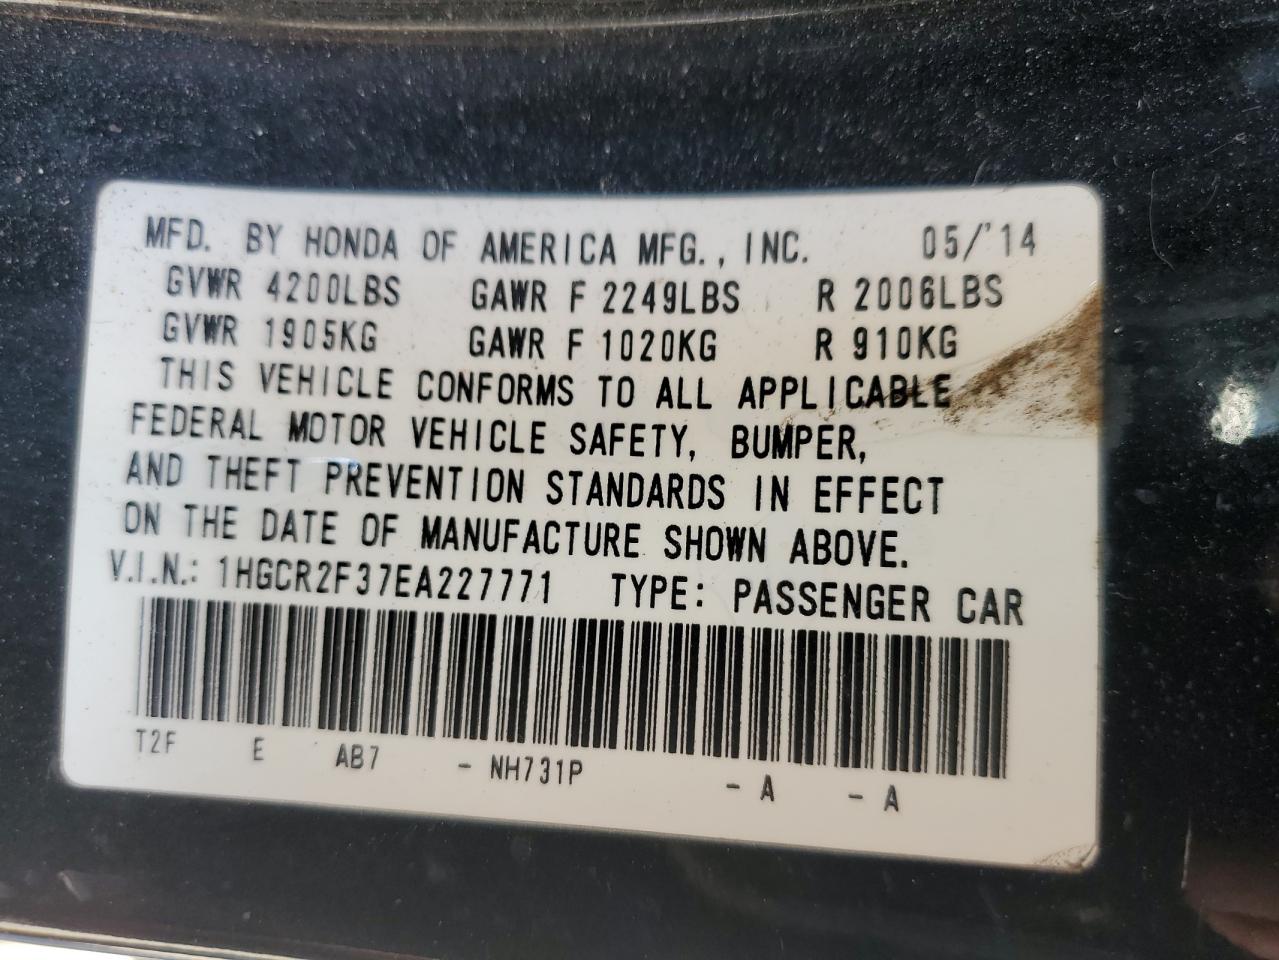 MFD. BY HONDA OF AMERICA MFG., INC. 05/'14
GVWR 4200LBS GAWR F 2249LBS R 2006LBS
GVWR 1905KG GAWR F 1020KG R 910KG
THIS VEHICLE CONFORMS TO ALL APPLICABLE
FEDERAL MOTOR VEHICLE SAFETY, BUMPER,
AND THEFT PREVENTION STANDARDS IN EFFECT
ON THE DATE OF MANUFACTURE SHOWN ABOVE.
V.I.N.: 1HGCR2F37EA227771 TYPE: PASSENGER CAR
T2F E AB7 - NH731P - A - A